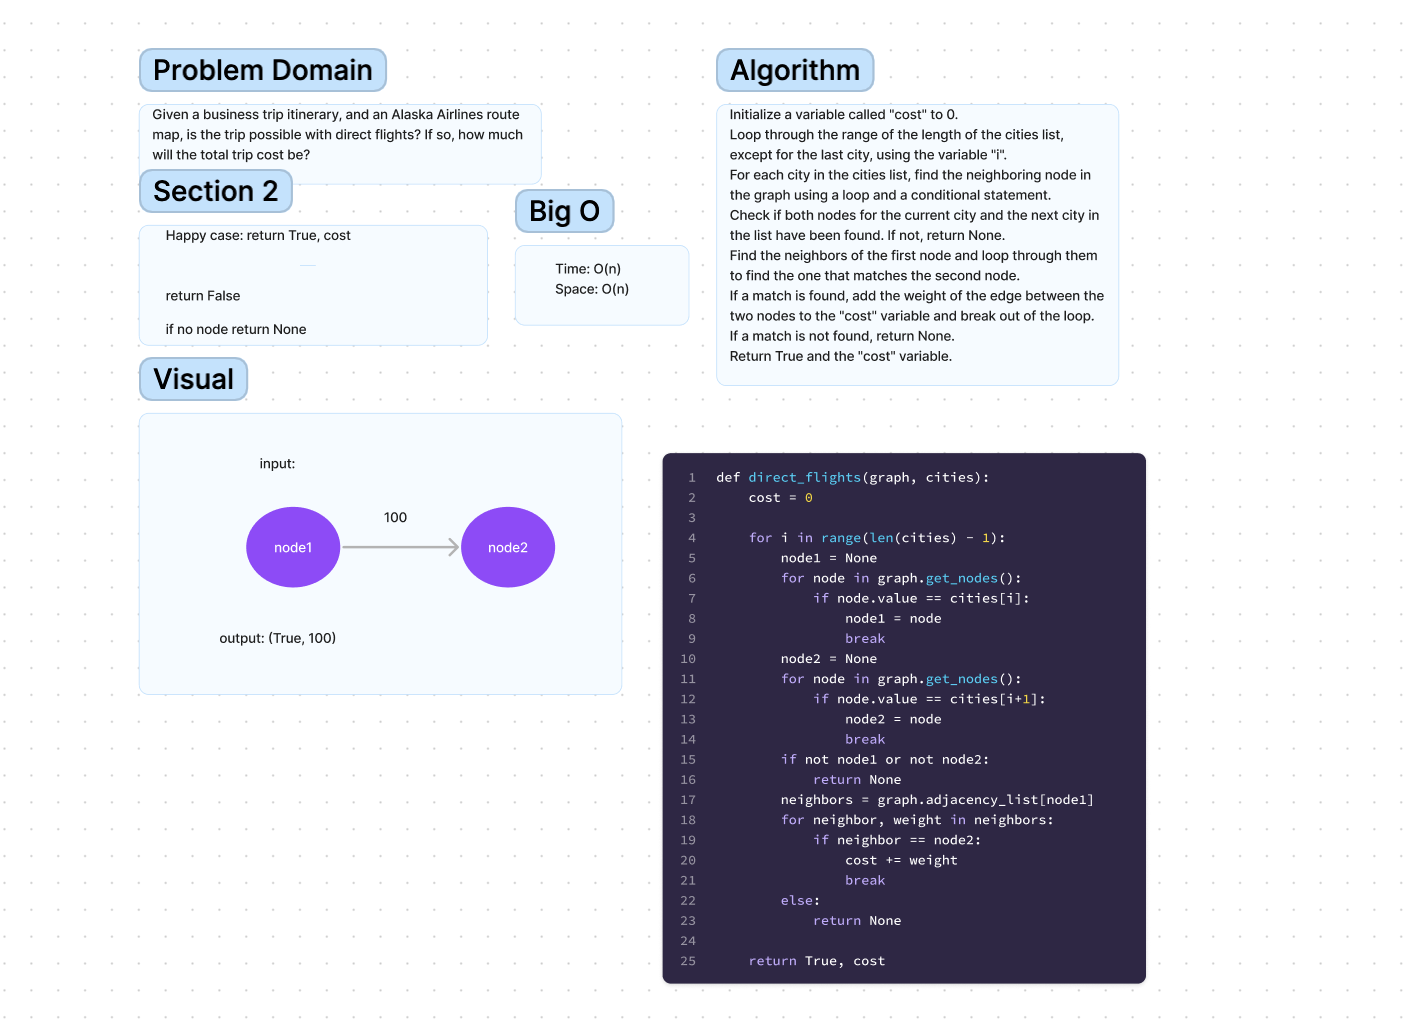 Problem Domain
Given a business trip itinerary, and an Alaska Airlines route
map, is the trip possible with direct flights? If so, how much
will the total trip cost be?
Section 2
Happy case: return True, cost
return False
if no node return None
Big O
Time: O(n)
Space: O(n)
Visual
input:
100
node1
node2
output: (True, 100)
Algorithm
Initialize a variable called "cost" to 0.
Loop through the range of the length of the cities list,
except for the last city, using the variable "i".
For each city in the cities list, find the neighboring node in
the graph using a loop and a conditional statement.
Check if both nodes for the current city and the next city in
the list have been found. If not, return None.
Find the neighbors of the first node and loop through them
to find the one that matches the second node.
If a match is found, add the weight of the edge between the
two nodes to the "cost" variable and break out of the loop.
If a match is not found, return None.
Return True and the "cost" variable.
1 def direct_flights(graph, cities):
2     cost = 0
3
4     for i in range(len(cities) - 1):
5         node1 = None
6         for node in graph.get_nodes():
7             if node.value == cities[i]:
8                 node1 = node
9                 break
10         node2 = None
11         for node in graph.get_nodes():
12             if node.value == cities[i+1]:
13                 node2 = node
14                 break
15         if not node1 or not node2:
16             return None
17         neighbors = graph.adjacency_list[node1]
18         for neighbor, weight in neighbors:
19             if neighbor == node2:
20                 cost += weight
21                 break
22         else:
23             return None
24
25     return True, cost